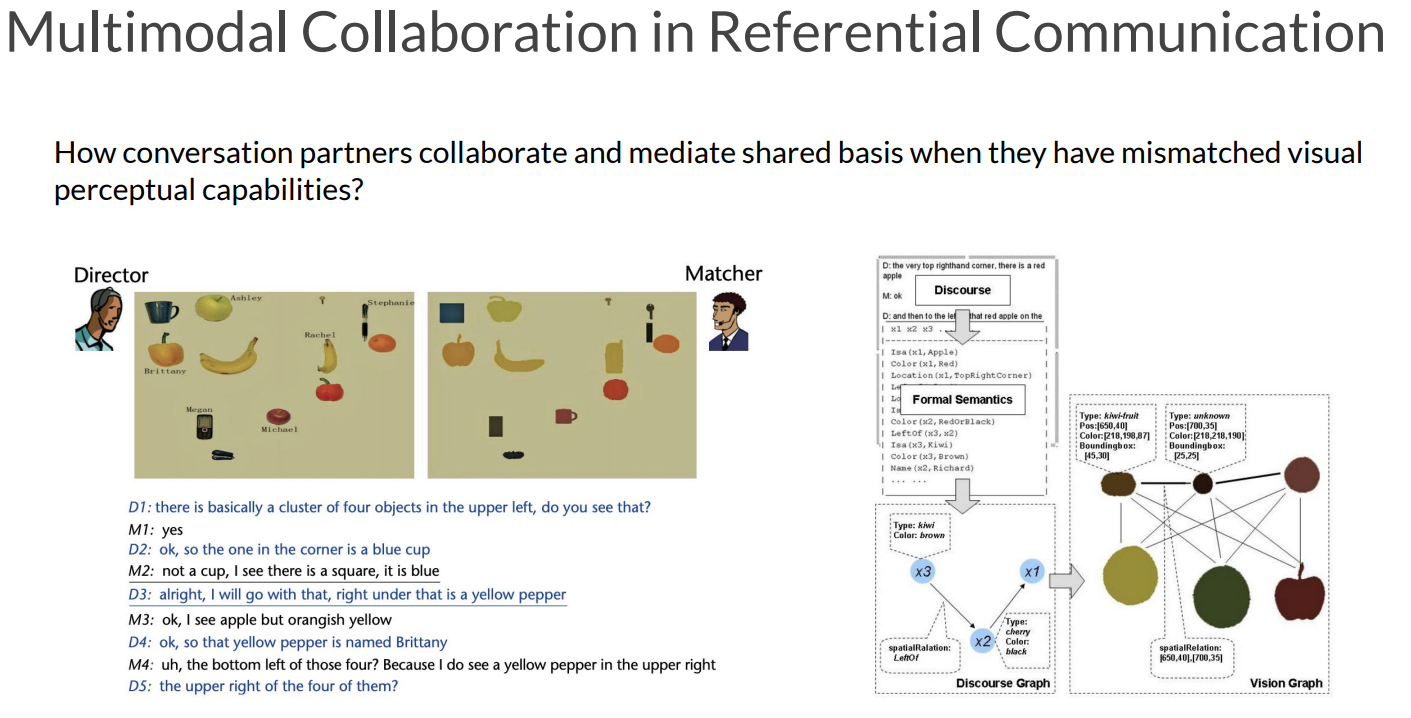 Multimodal Collaboration in Referential Communication
How conversation partners collaborate and mediate shared basis when they have mismatched visual
perceptual capabilities?
Director
Matcher
Ashley
Stephanie
Rachel
Brittany
Megan
Michael
D1: there is basically a cluster of four objects in the upper left, do you see that?
M1: yes
D2: ok, so the one in the corner is a blue cup
M2: not a cup, I see there is a square, it is blue
D3: alright, I will go with that, right under that is a yellow pepper
M3: ok, I see apple but orangish yellow
D4: ok, so that yellow pepper is named Brittany
M4: uh, the bottom left of those four? Because I do see a yellow pepper in the upper right
D5: the upper right of the four of them?
D: the very top righthand corner, there is a red
apple
Discourse
M: ok
D: and then to the lef that red apple on the
x1 x2 x3 .
Isa(x1,Apple)
Color(x1,Red)
Location(x1,TopRightCorner)
Le
Lo
Formal Semantics
Is
Color(x2,RedOrBlack)
LeftOf(x3,x2)
Isa(x3,Kiwi)
Color(x3,Brown)
Name(x2,Richard)
... ...
Type: kiwi
Color: brown
x3
x1
x2
Type:
cherry
Color:
black
spatialRalation:
LeftOf
Discourse Graph
Type: kiwi-fruit
Pos:[650,40]
Color:[218,198,87]
Boundingbox:
[45,30]
Type: unknown
Pos:[700,35]
Color:[218,218,190]
Boundingbox:
[25,25]
spatialRelation:
[650,40],[700,35]
Vision Graph